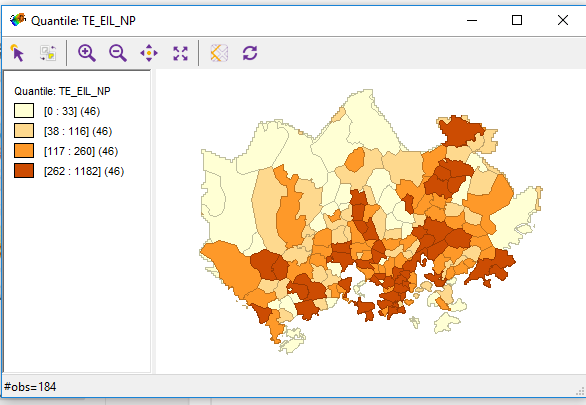 Quantile: TE_EIL_NP
Quantile: TE_EIL_NP
[0 : 33] (46)
[38 : 116] (46)
[117 : 260] (46)
[262 : 1182] (46)
#obs=184